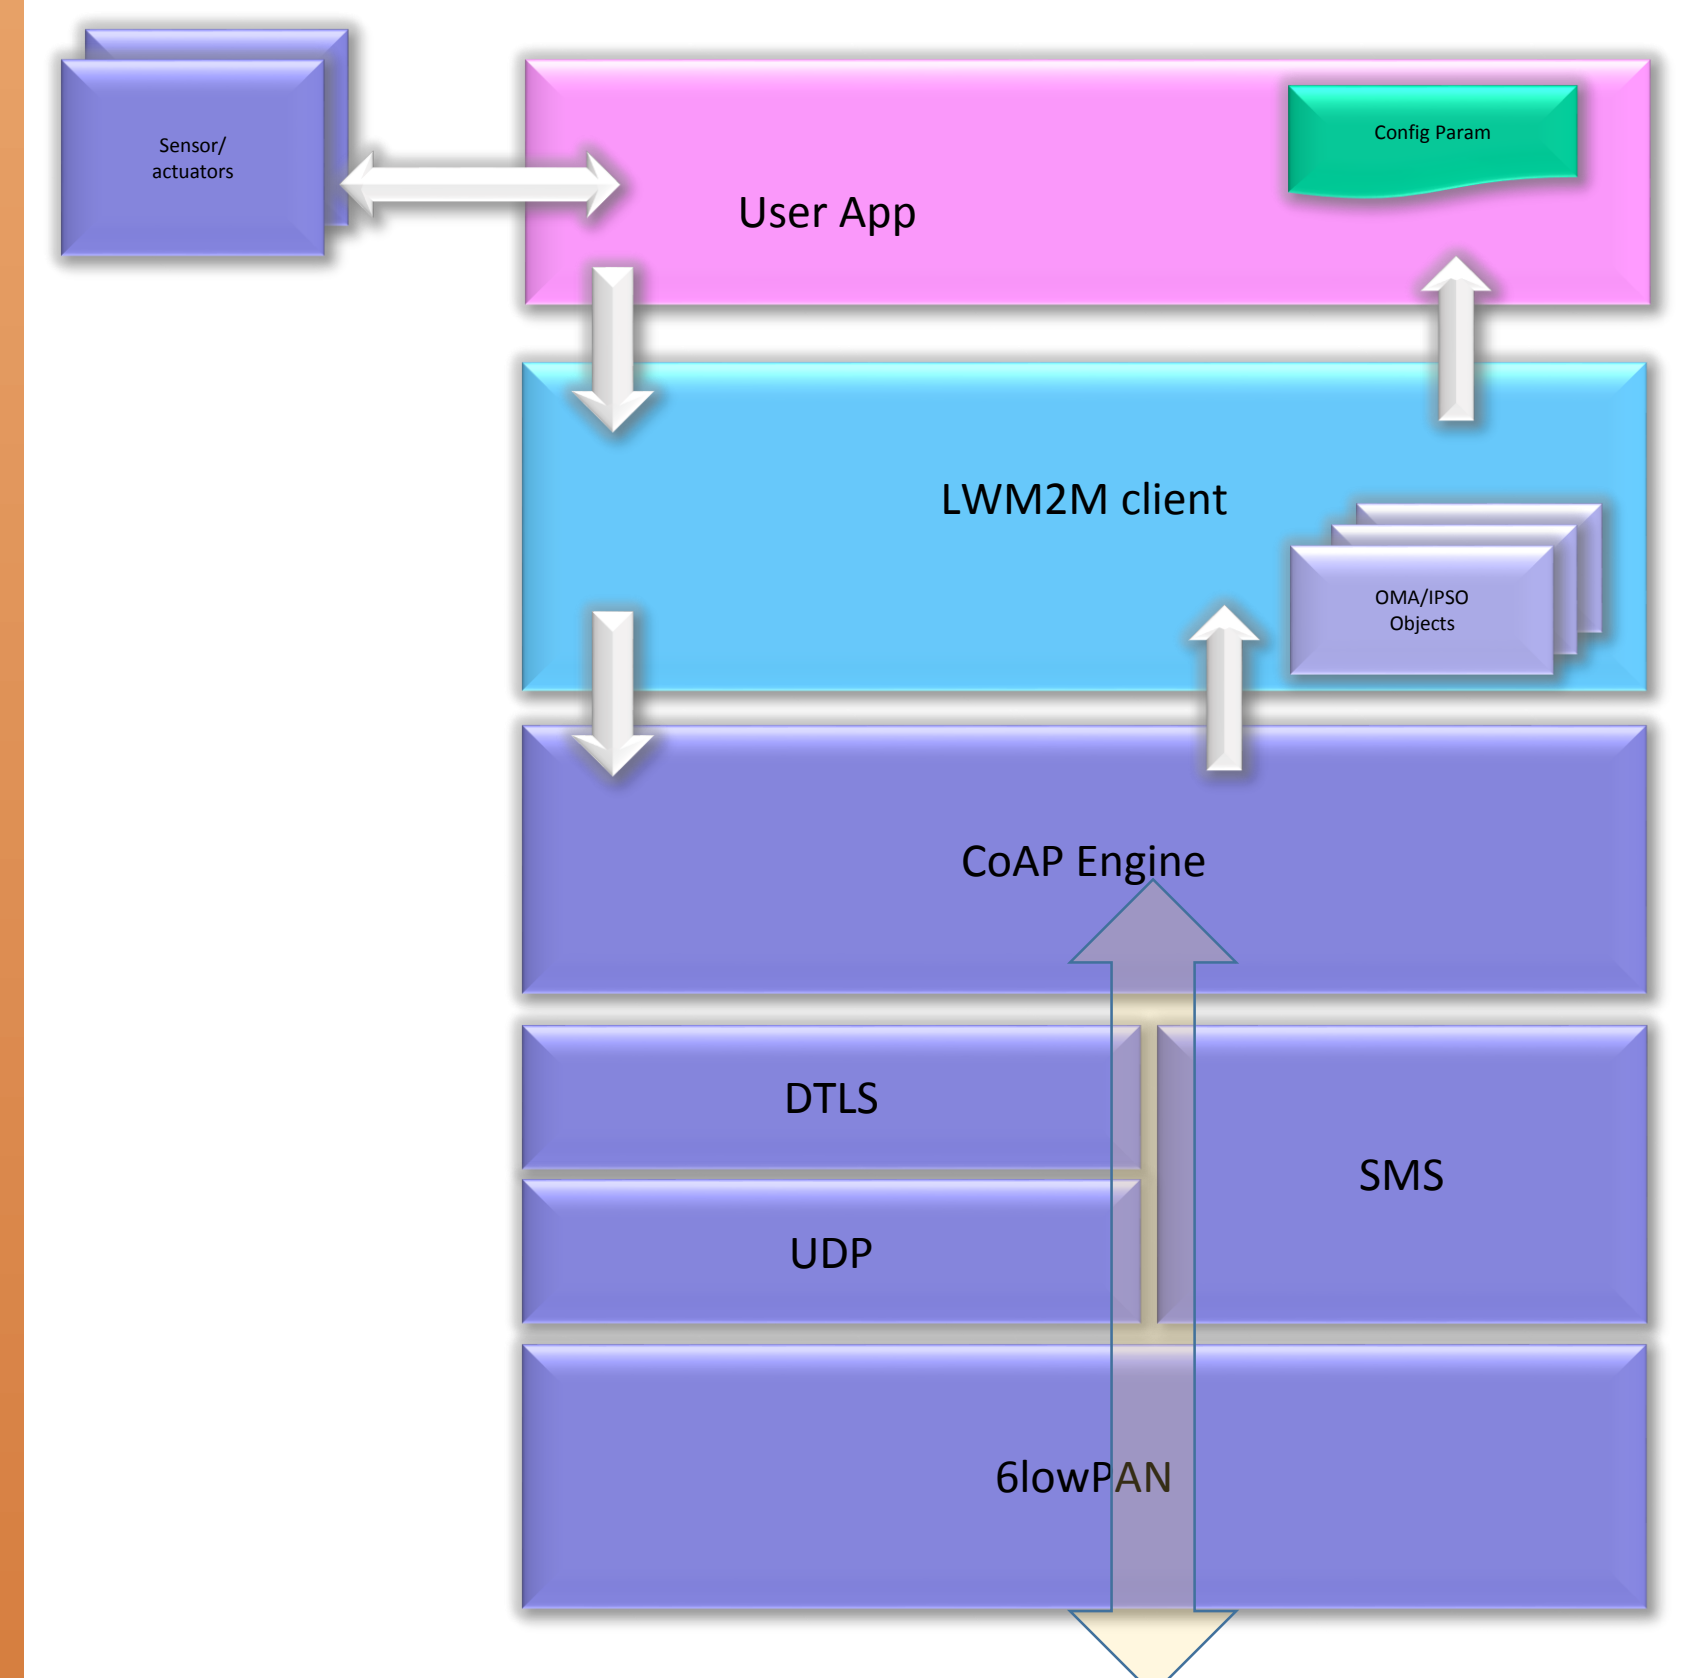 Sensor/
actuators
Config Param
User App
LWM2M client
OMA/IPSO
Objects
CoAP Engine
DTLS
SMS
UDP
6lowPAN